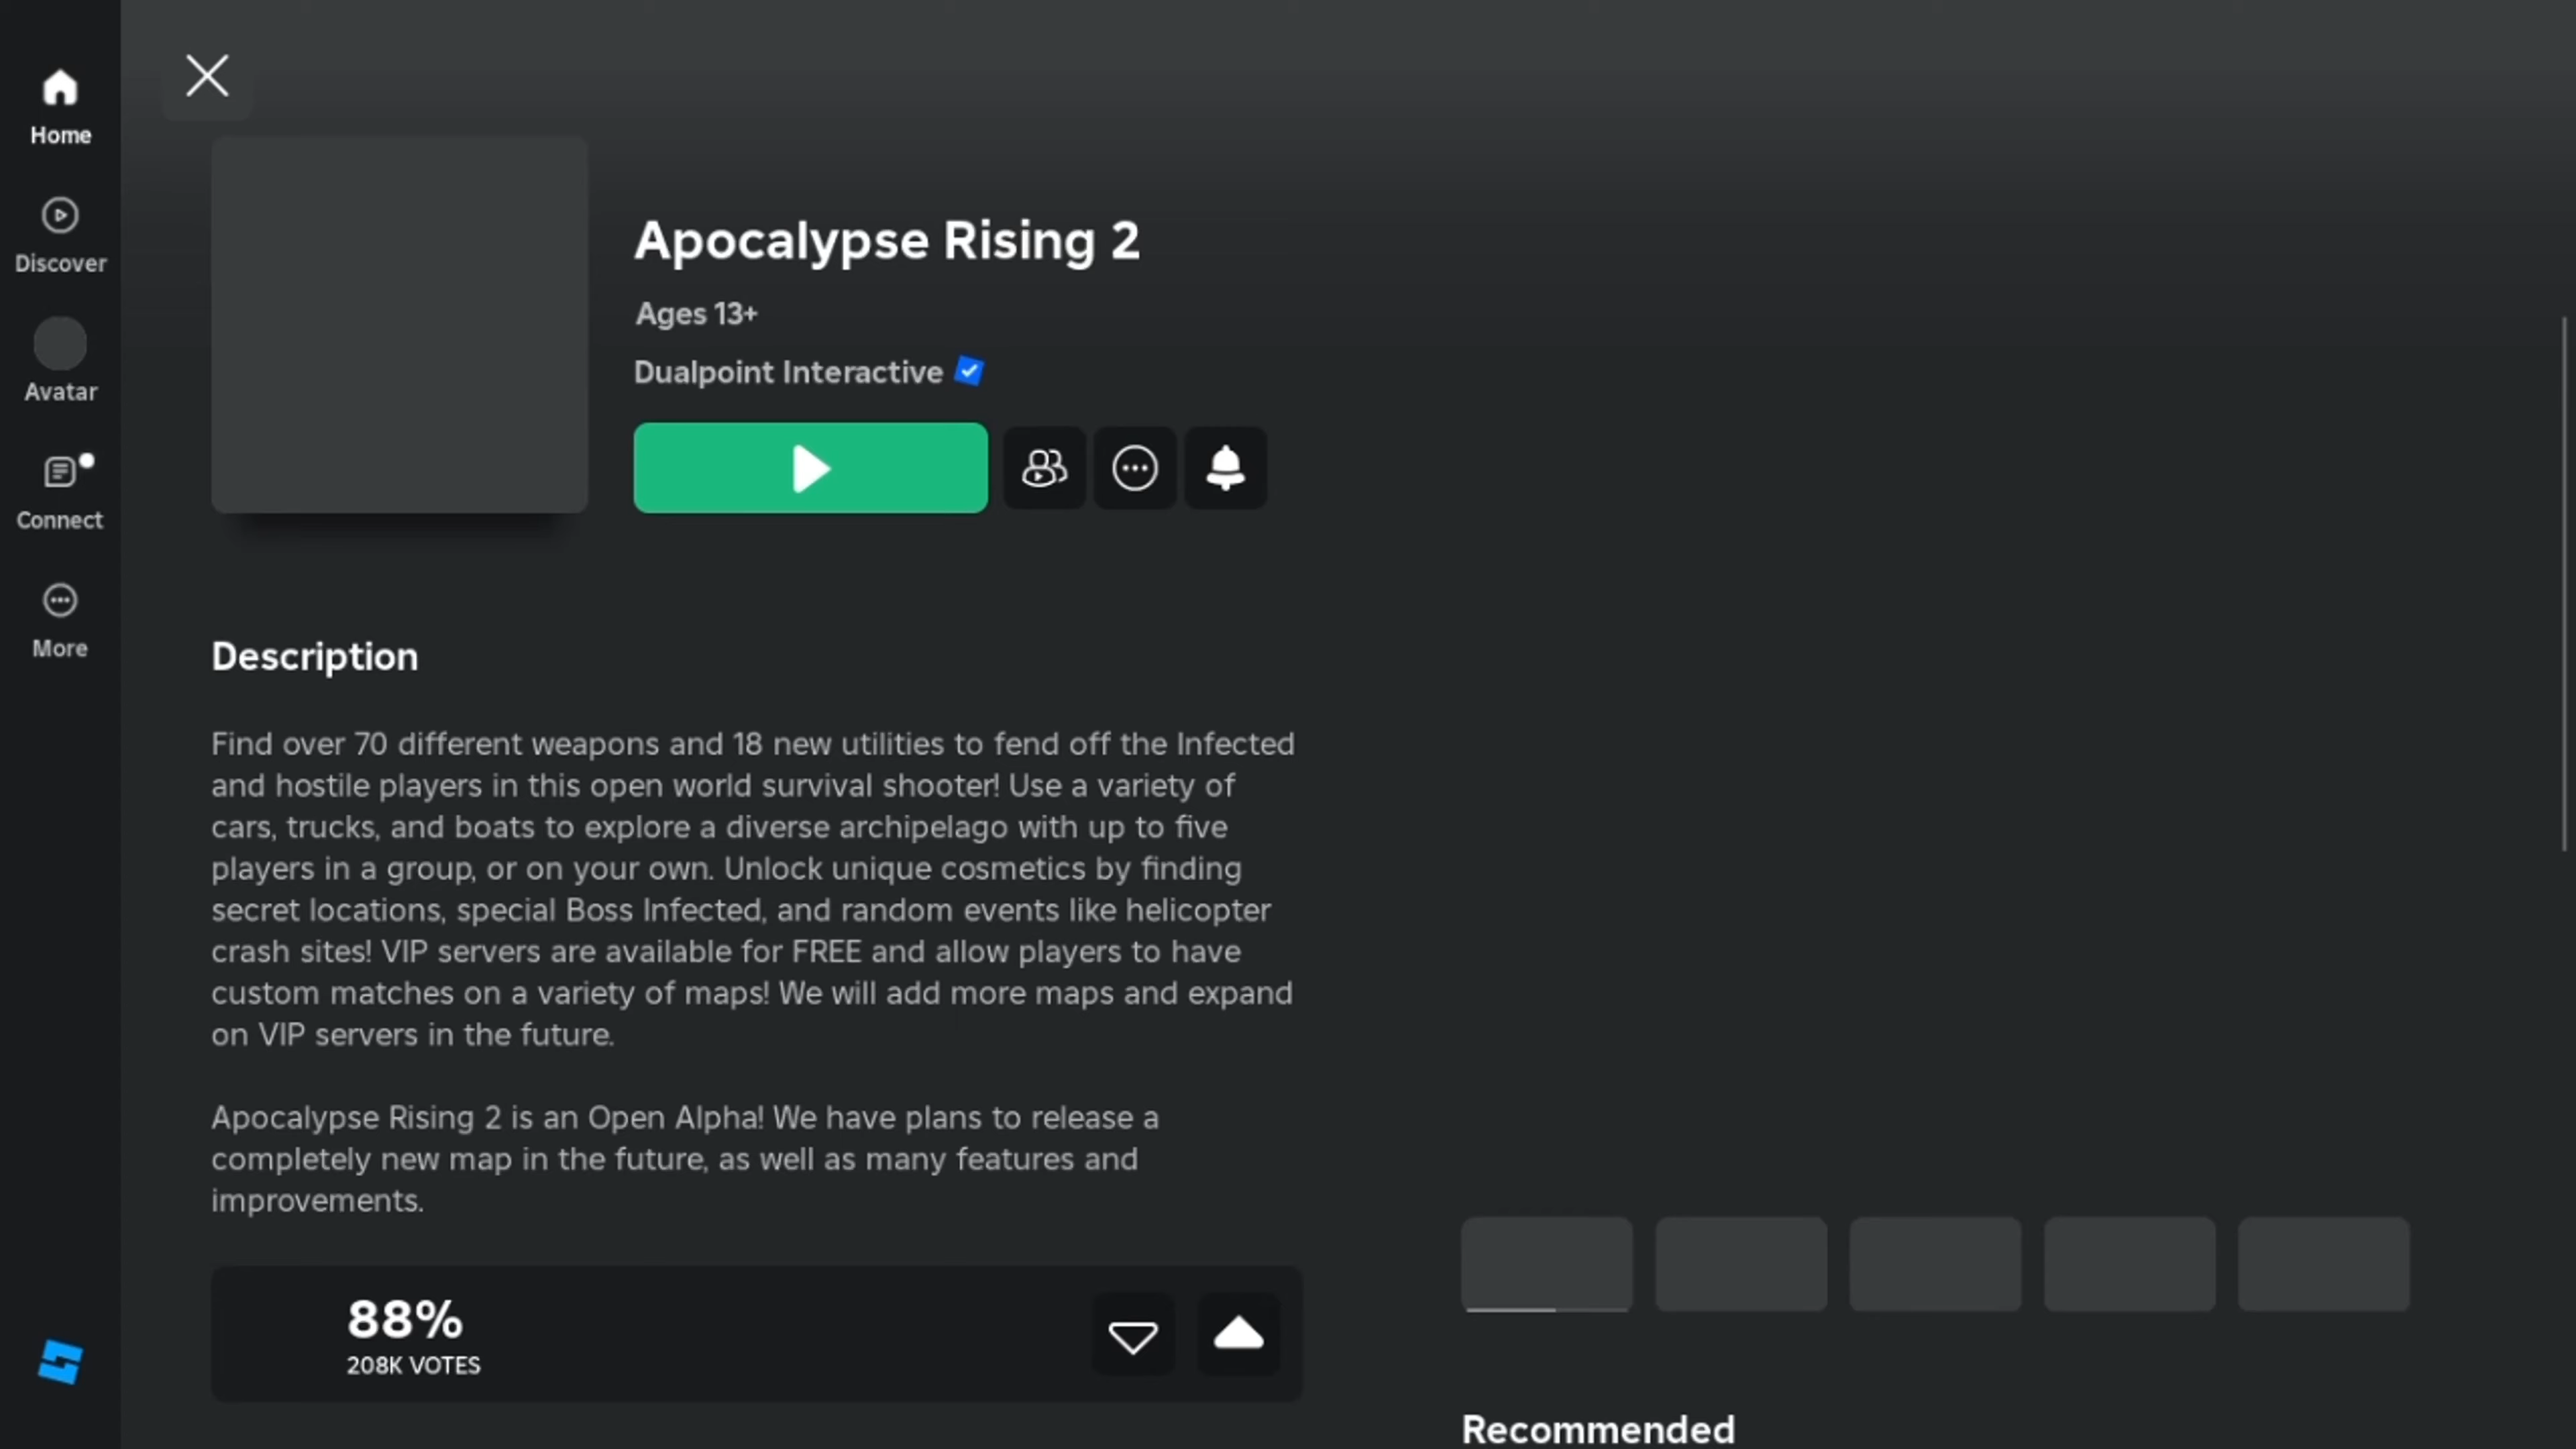 Home
Discover
Avatar
Connect
More
Apocalypse Rising 2
Ages 13+
Dualpoint Interactive
Description
Find over 70 different weapons and 18 new utilities to fend off the Infected
and hostile players in this open world survival shooter! Use a variety of
cars, trucks, and boats to explore a diverse archipelago with up to five
players in a group, or on your own. Unlock unique cosmetics by finding
secret locations, special Boss Infected, and random events like helicopter
crash sites! VIP servers are available for FREE and allow players to have
custom matches on a variety of maps! We will add more maps and expand
on VIP servers in the future.
Apocalypse Rising 2 is an Open Alpha! We have plans to release a
completely new map in the future, as well as many features and
improvements.
88%
208K VOTES
Recommended